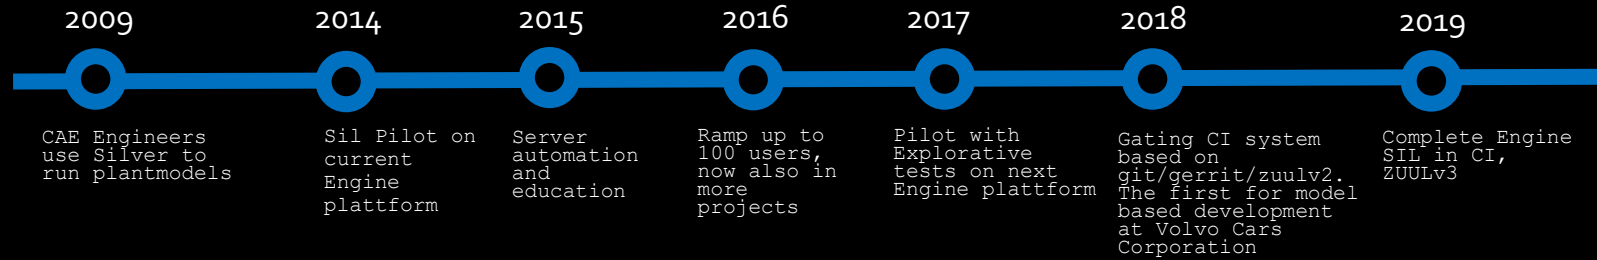 2009
CAE Engineers
use Silver to
run plantmodels
2014
Sil Pilot on
current
Engine
plattform
2015
Server
automation
and
education
2016
Ramp up to
100 users,
now also in
more
projects
2017
Pilot with
Explorative
tests on next
Engine plattform
2018
Gating CI system
based on
git/gerrit/zuulv2.
The first for model
based development
at Volvo Cars
Corporation
2019
Complete Engine
SIL in CI,
ZUULv3